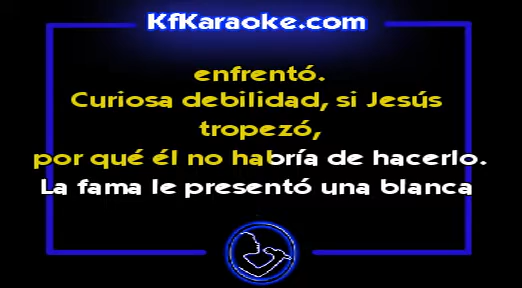 KfKaraoke.com
enfrentó.
Curiosa debilidad, si Jesús
tropezó,
por qué él no habría de hacerlo.
La fama le presentó una blanca